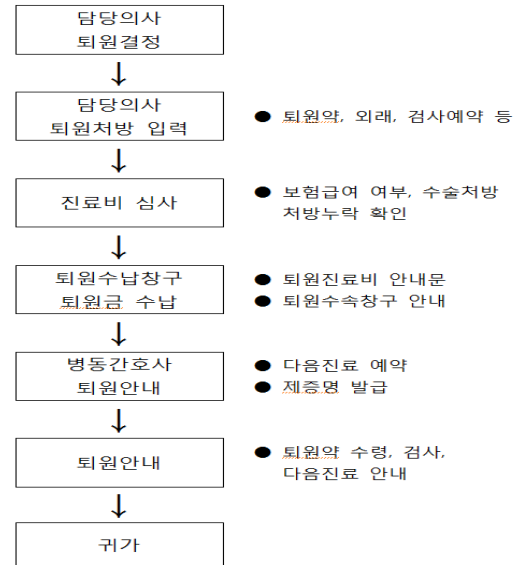 담당의사
퇴원결정
↓
담당의사
퇴원처방 입력
● 퇴원약, 외래, 검사예약 등
↓
진료비 심사
● 보험급여 여부, 수술처방
처방누락 확인
↓
퇴원수납창구
퇴원금 수납
● 퇴원진료비 안내문
● 퇴원수속창구 안내
↓
병동간호사
퇴원안내
● 다음진료 예약
● 제증명 발급
↓
퇴원안내
● 퇴원약 수령, 검사,
다음진료 안내
↓
귀가